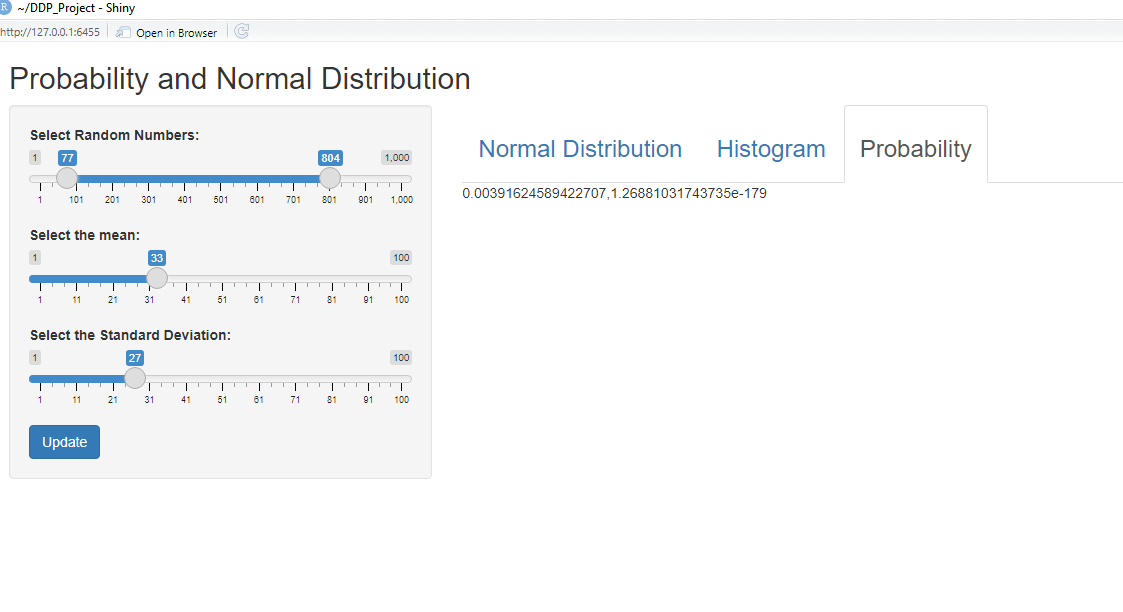 R ~/DDP_Project - Shiny
http://127.0.0.1:6455 Open in Browser
Probability and Normal Distribution
Select Random Numbers:
1 77 804 1,000
1 101 201 301 401 501 601 701 801 901 1,000
Select the mean:
1 33 100
1 11 21 31 41 51 61 71 81 91 100
Select the Standard Deviation:
1 27 100
1 11 21 31 41 51 61 71 81 91 100
Update
Normal Distribution Histogram Probability
0.00391624589422707,1.26881031743735e-179